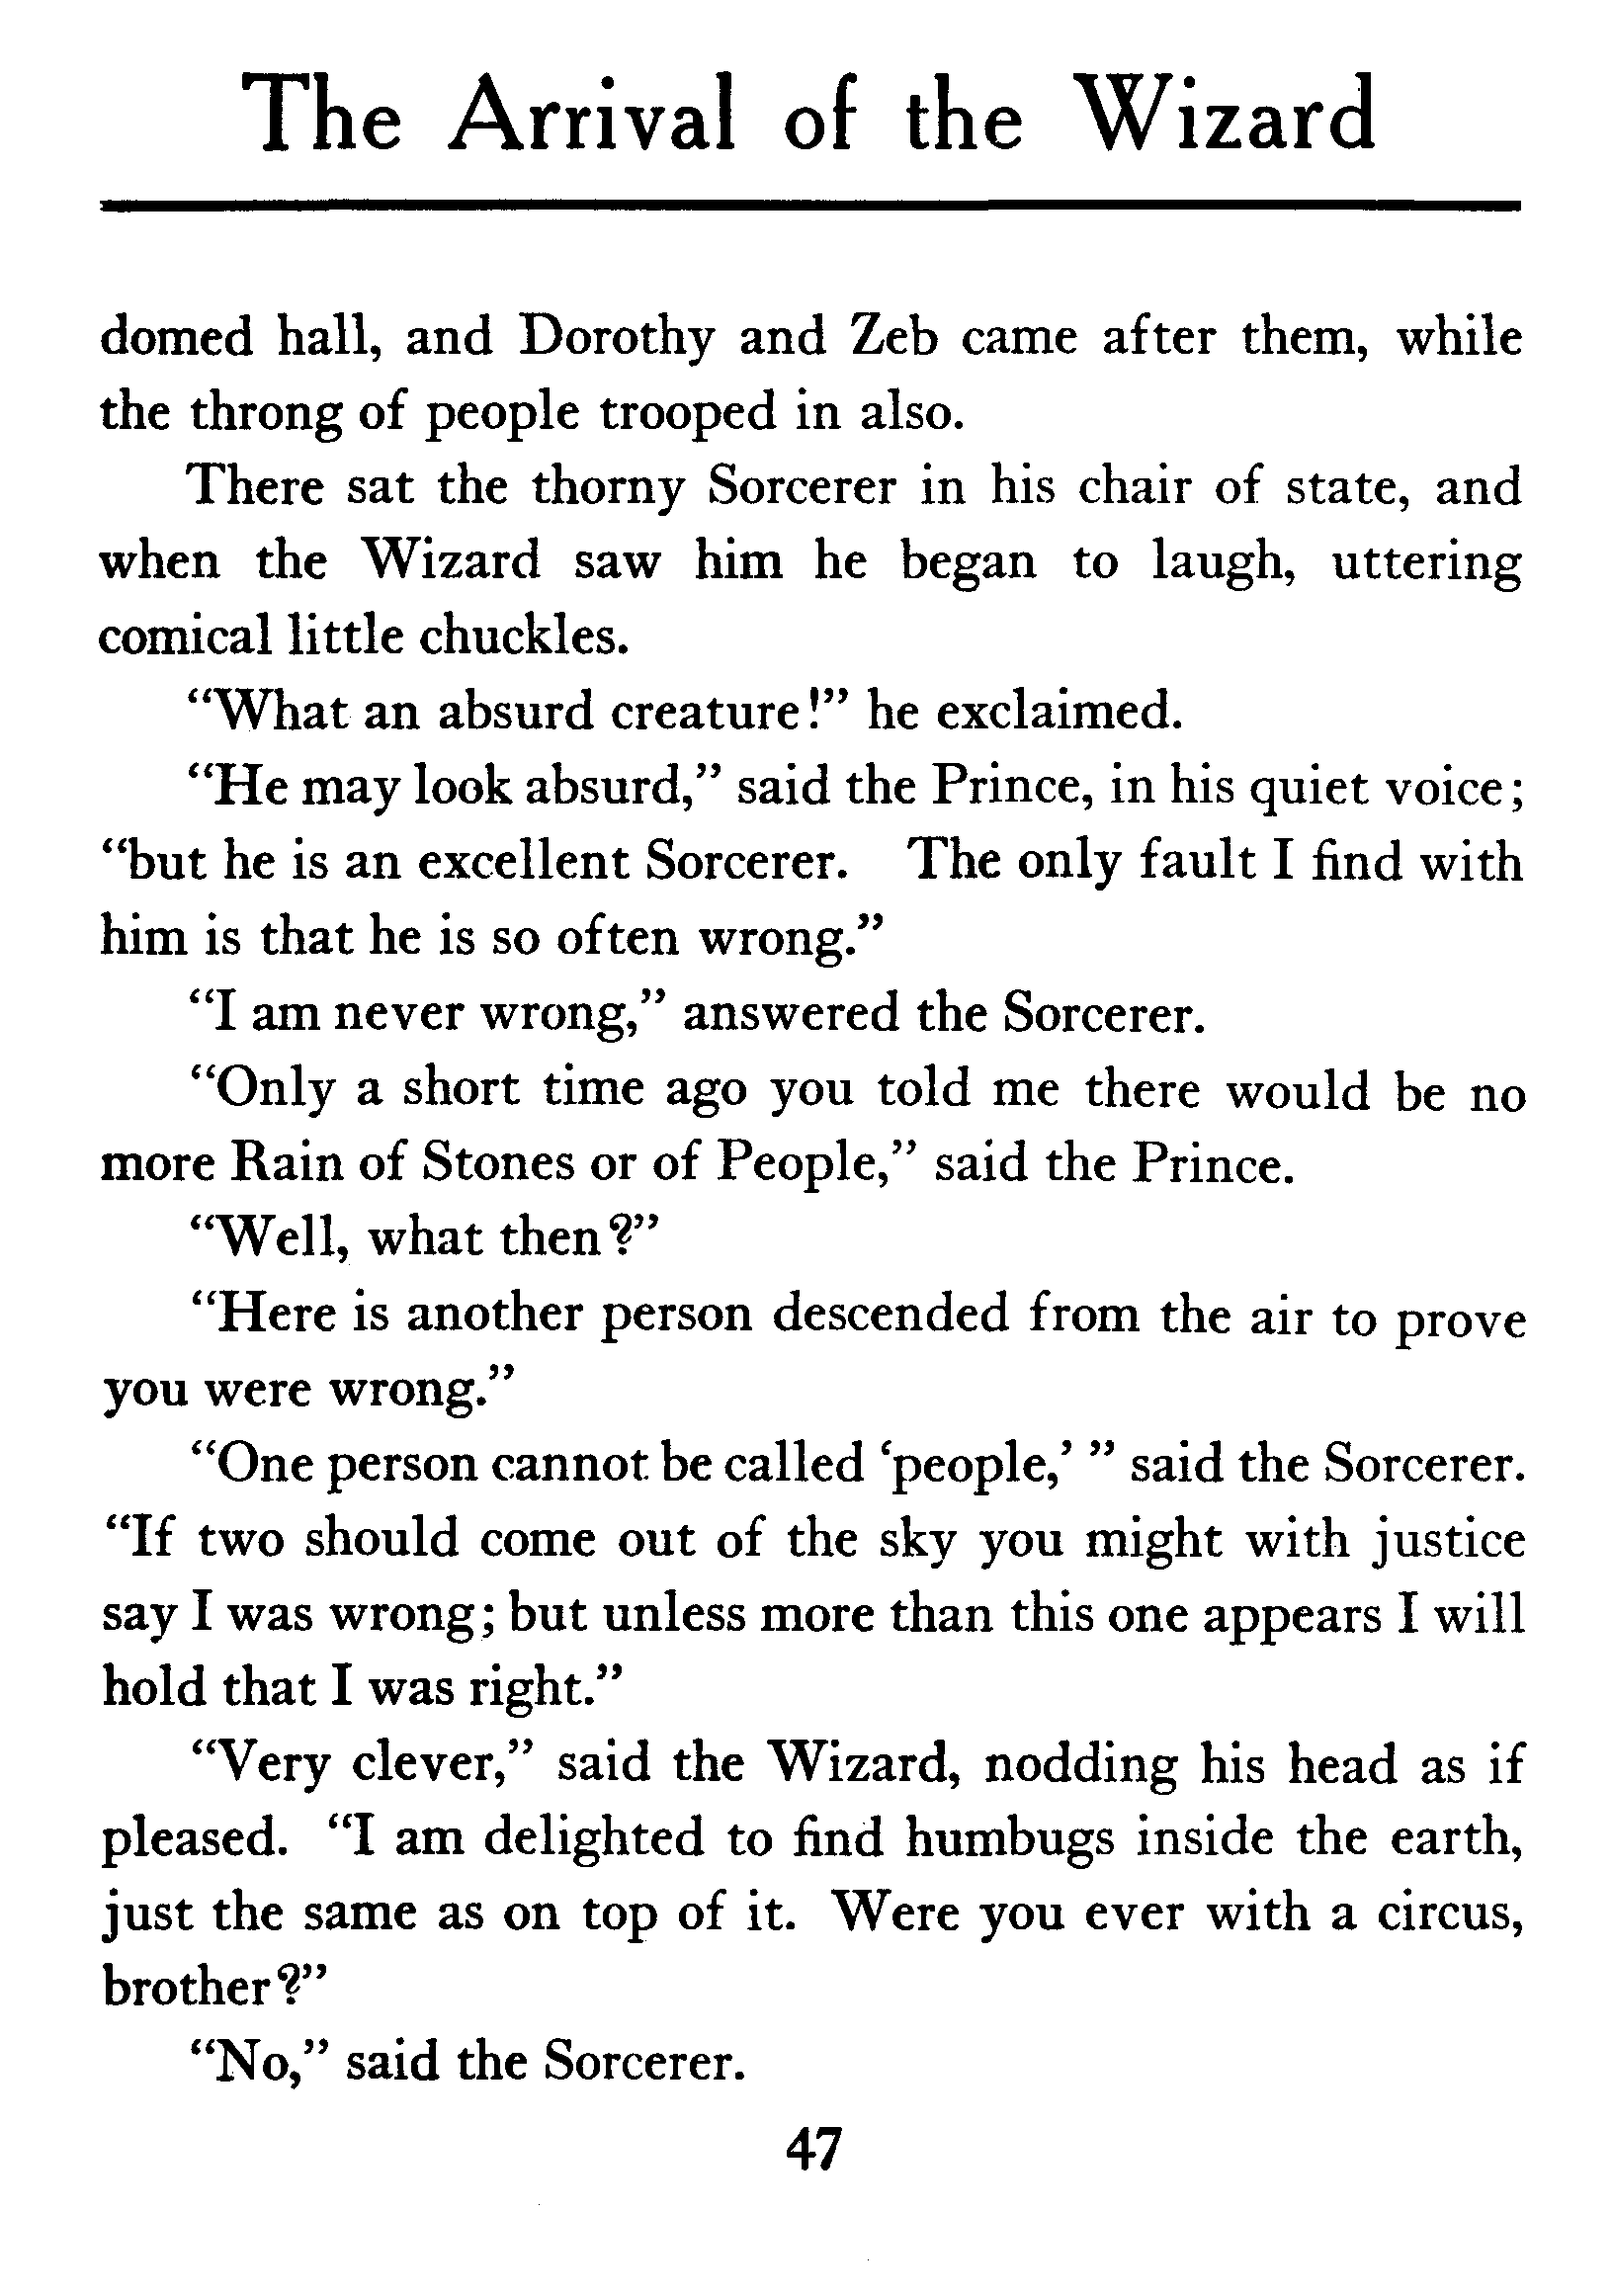 The Arrival of the Wizard
domed hall, and Dorothy and Zeb came after them, while
the throng of people trooped in also.
There sat the thorny Sorcerer in his chair of state, and
when the Wizard saw him he began to laugh, uttering
comical little chuckles.
“What an absurd creature!” he exclaimed.
“He may look absurd,” said the Prince, in his quiet voice;
“but he is an excellent Sorcerer. The only fault I find with
him is that he is so often wrong.”
“I am never wrong,” answered the Sorcerer.
“Only a short time ago you told me there would be no
more Rain of Stones or of People,” said the Prince.
“Well, what then?”
“Here is another person descended from the air to prove
you were wrong.”
“One person cannot be called ‘people,’ ” said the Sorcerer.
“If two should come out of the sky you might with justice
say I was wrong; but unless more than this one appears I will
hold that I was right.”
“Very clever,” said the Wizard, nodding his head as if
pleased. “I am delighted to find humbugs inside the earth,
just the same as on top of it. Were you ever with a circus,
brother?”
“No,” said the Sorcerer.
47